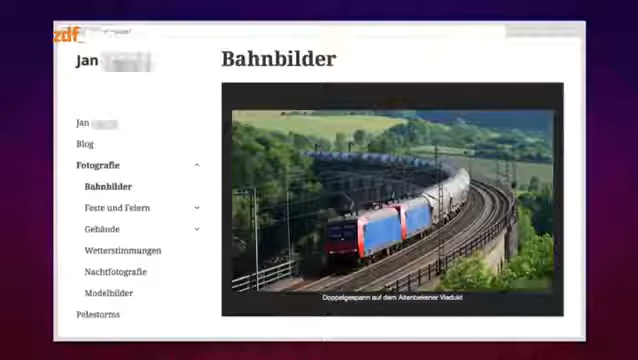 zdf
Jan
Bahnbilder
Jan
Blog
Fotografie
Bahnbilder
Feste und Feiern
Gebäude
Wetterstimmungen
Nachtfotografie
Modelbilder
Pelestorms
Doppelgespann auf dem Altenbekener Viadukt